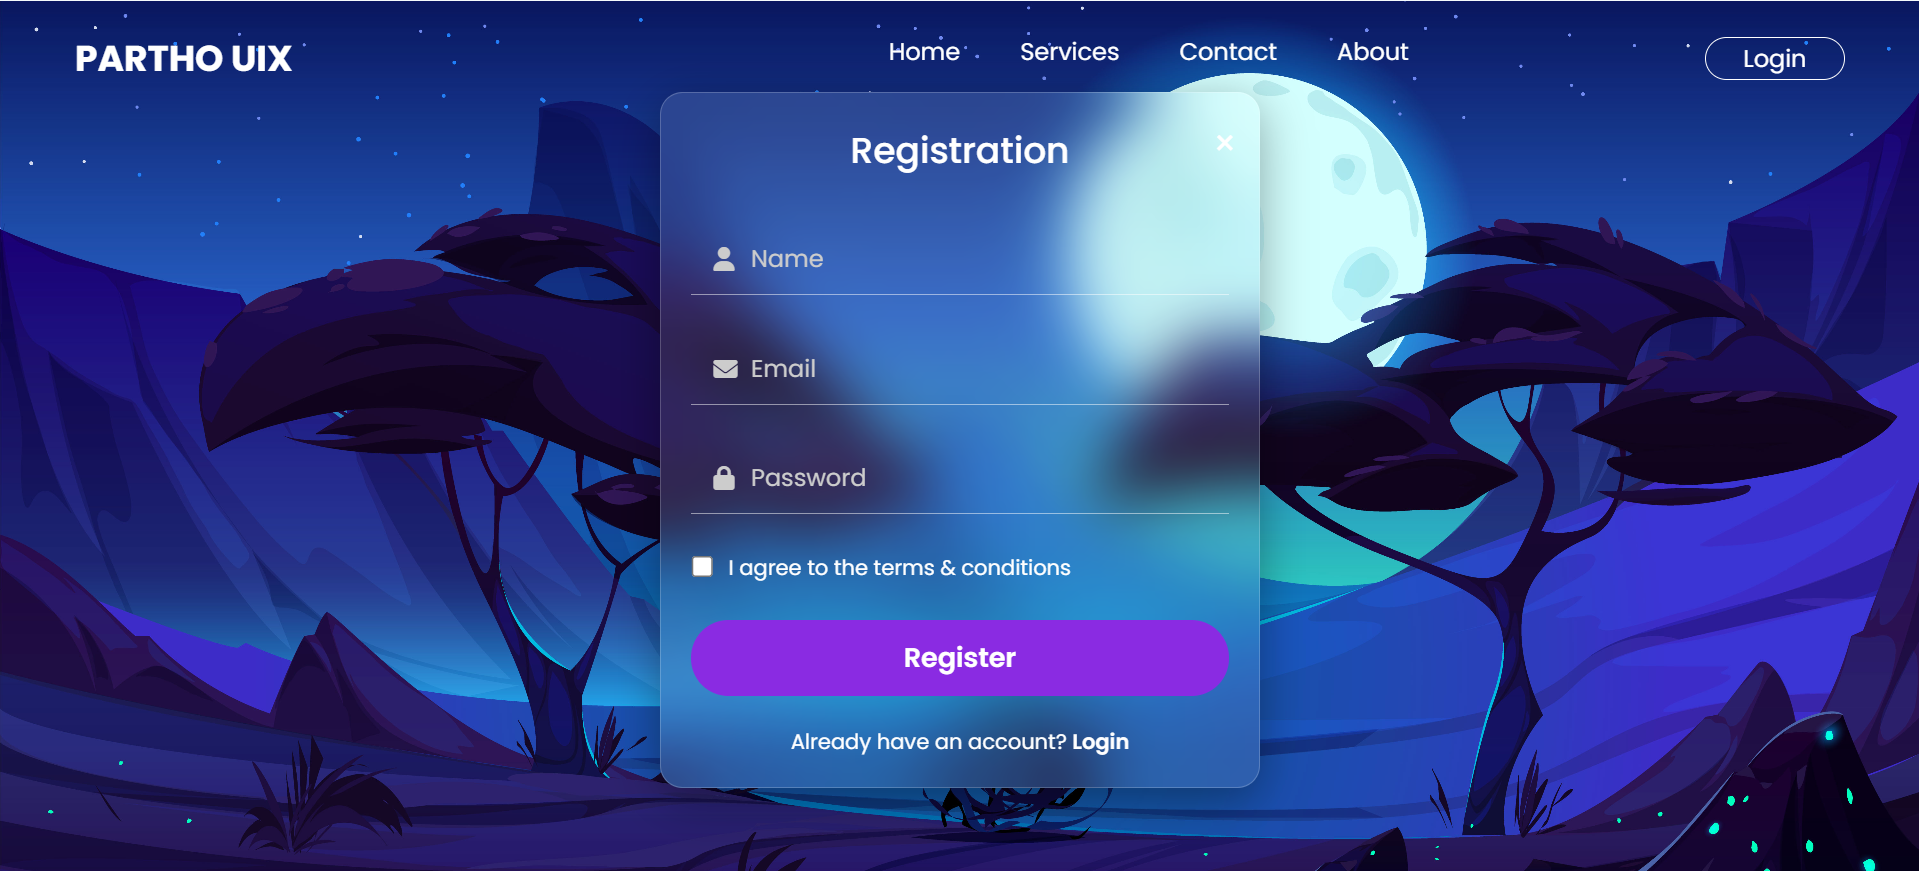 PARTHO UIX
Home Services Contact About
Login
Registration
Name
Email
Password
I agree to the terms & conditions
Register
Already have an account? Login